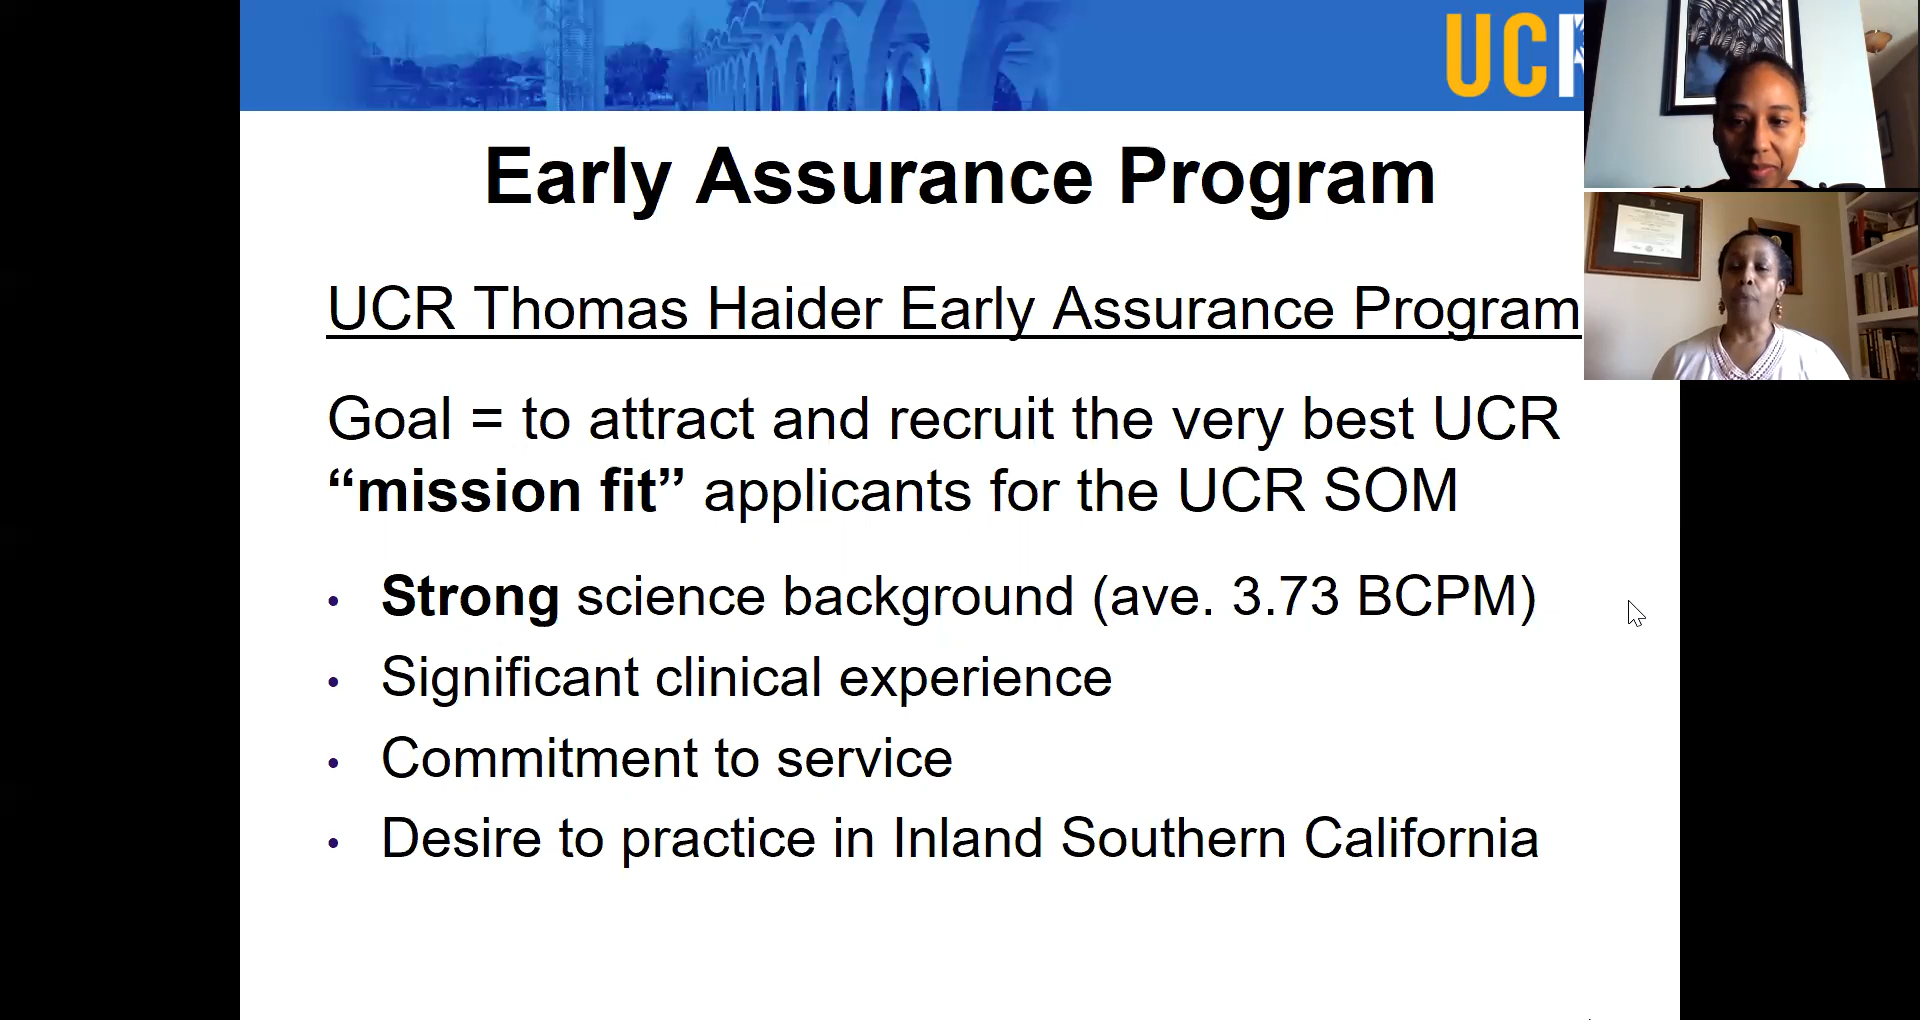 UCR
Early Assurance Program
UCR Thomas Haider Early Assurance Program
Goal = to attract and recruit the very best UCR
“mission fit” applicants for the UCR SOM
• Strong science background (ave. 3.73 BCPM)
• Significant clinical experience
• Commitment to service
• Desire to practice in Inland Southern California